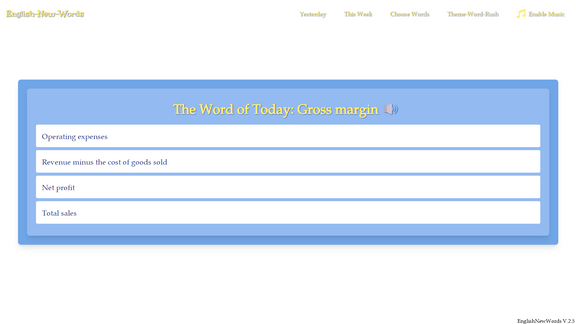 English-New-Words
Yesterday
This Week
Choose Words
Theme-Word-Rush
Enable Music
The Word of Today: Gross margin
Operating expenses
Revenue minus the cost of goods sold
Net profit
Total sales
EnglishNewWords V 2.5